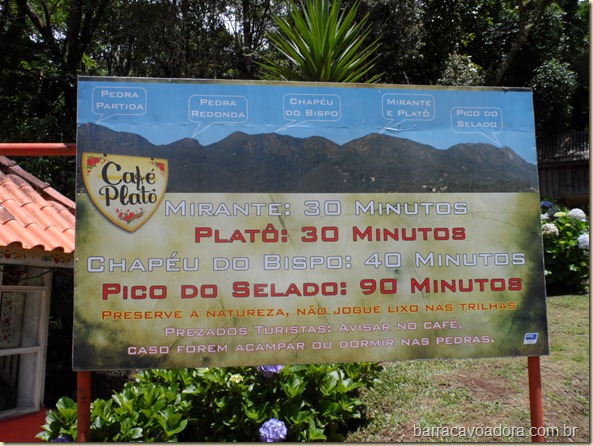 PEDRA
PARTIDA
PEDRA
REDONDA
CHAPÉU DO
BISPO
MIRANTE
E PLATÔ
PICO DO
SELADO
Café
Platô
MIRANTE: 30 MINUTOS
PLATÔ: 30 MINUTOS
CHAPÉU DO BISPO: 40 MINUTOS
PICO DO SELADO: 90 MINUTOS
PRESERVE A NATUREZA, NÃO JOGUE LIXO NAS TRILHAS
PREZADOS TURISTAS: AVISAR NO CAFÉ,
CASO FOREM ACAMPAR OU DORMIR NAS PEDRAS.
barracavoadora.com.br